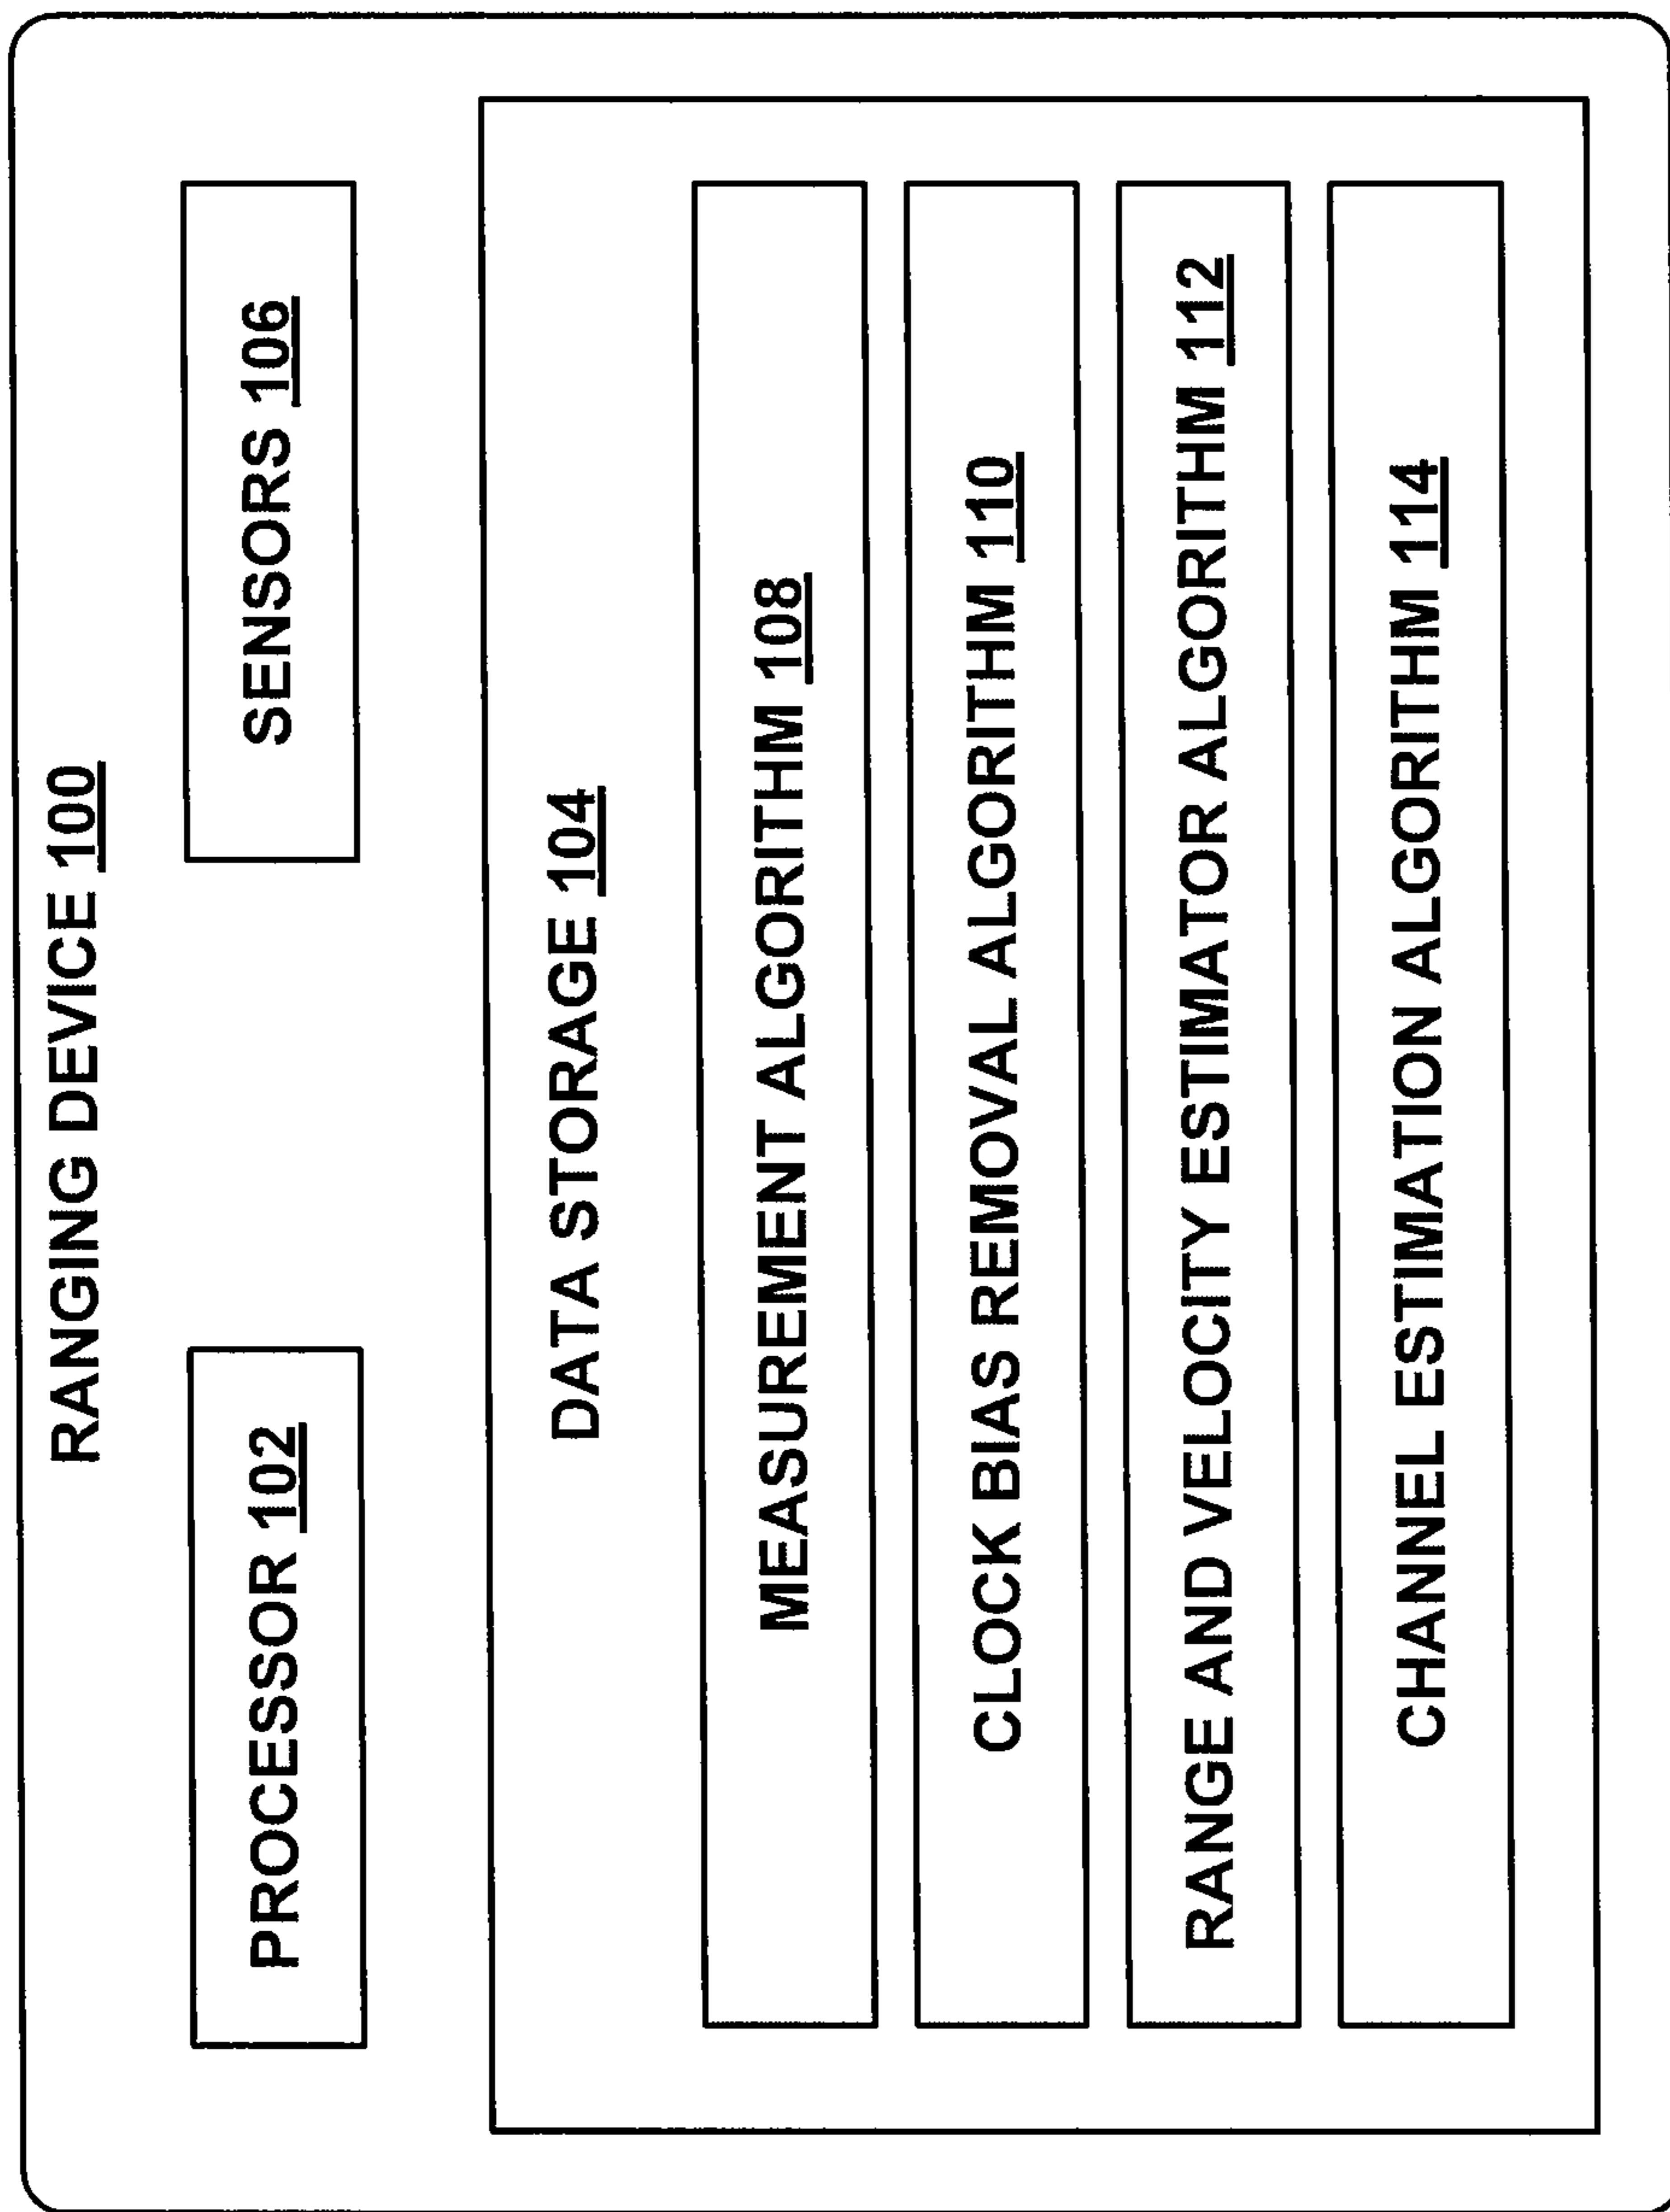 RANGING DEVICE 100
PROCESSOR 102
SENSORS 106
DATA STORAGE 104
MEASUREMENT ALGORITHM 108
CLOCK BIAS REMOVAL ALGORITHM 110
RANGE AND VELOCITY ESTIMATOR ALGORITHM 112
CHANNEL ESTIMATION ALGORITHM 114